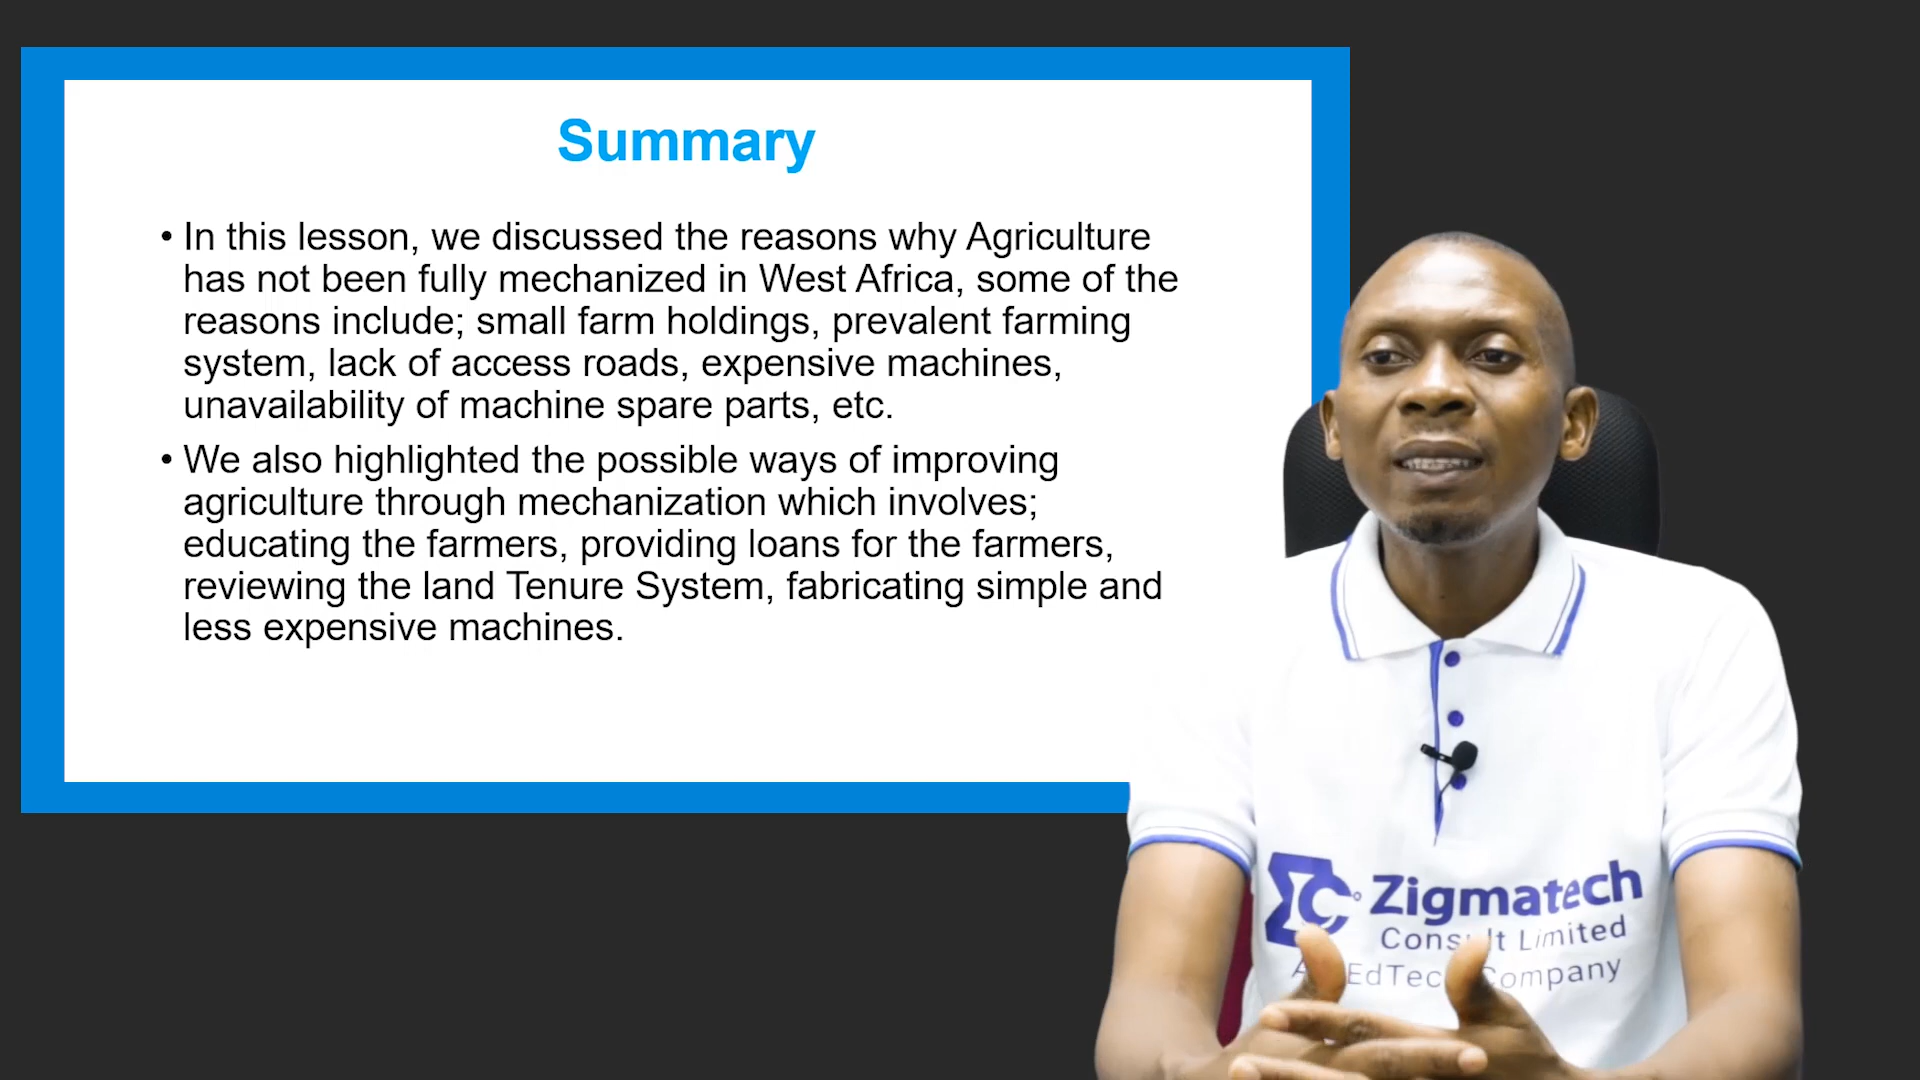 Summary
• In this lesson, we discussed the reasons why Agriculture
has not been fully mechanized in West Africa, some of the
reasons include; small farm holdings, prevalent farming
system, lack of access roads, expensive machines,
unavailability of machine spare parts, etc.
• We also highlighted the possible ways of improving
agriculture through mechanization which involves;
educating the farmers, providing loans for the farmers,
reviewing the land Tenure System, fabricating simple and
less expensive machines.
Zigmatech
Limited